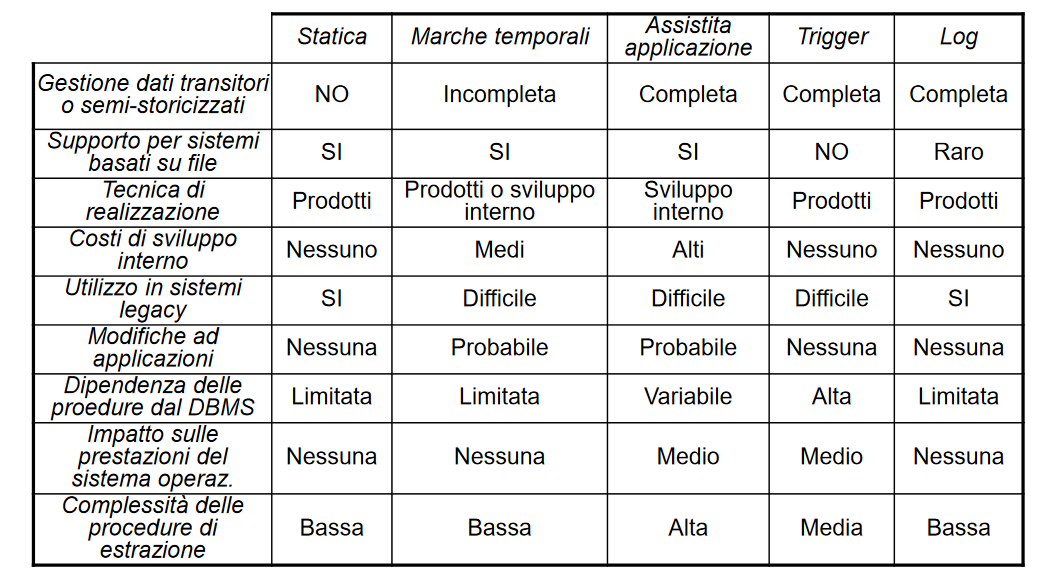 Statica Marche temporali Assistita applicazione Trigger Log
Gestione dati transitori
o semi-storicizzati NO Incompleta Completa Completa Completa
Supporto per sistemi
basati su file SI SI SI NO Raro
Tecnica di
realizzazione Prodotti Prodotti o sviluppo
interno Sviluppo
interno Prodotti Prodotti
Costi di sviluppo
interno Nessuno Medi Alti Nessuno Nessuno
Utilizzo in sistemi
legacy SI Difficile Difficile Difficile SI
Modifiche ad
applicazioni Nessuna Probabile Probabile Nessuna Nessuna
Dipendenza delle
proedure dal DBMS Limitata Limitata Variabile Alta Limitata
Impatto sulle
prestazioni del
sistema operaz. Nessuna Nessuna Medio Medio Nessuna
Complessità delle
procedure di
estrazione Bassa Bassa Alta Media Bassa